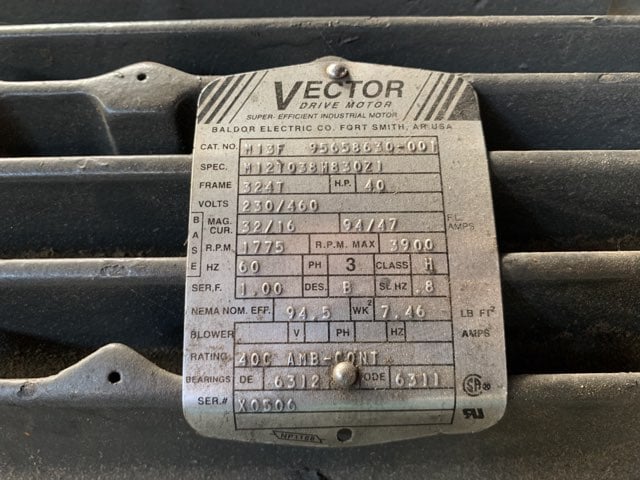 VECTOR
DRIVE MOTOR
SUPER-EFFICIENT INDUSTRIAL MOTOR
BALDOR ELECTRIC CO. FORT SMITH, AR USA
CAT. NO. M13F 95658630-001
SPEC. M12T038H830Z1
FRAME 324T H.P. 40
VOLTS 230/460
BASE MAG. CUR. 32/16 94/47 F.L. AMPS
R.P.M. 1775 R.P.M. MAX 3900
HZ 60 PH 3 CLASS H
SER.F. 1.00 DES. B SL HZ .8
NEMA NOM. EFF. 94.5 WK² 7.46 LB FT²
BLOWER V PH HZ AMPS
RATING 40C AMB-CONT
BEARINGS DE 6312 ODE 6311
SER.# X0506